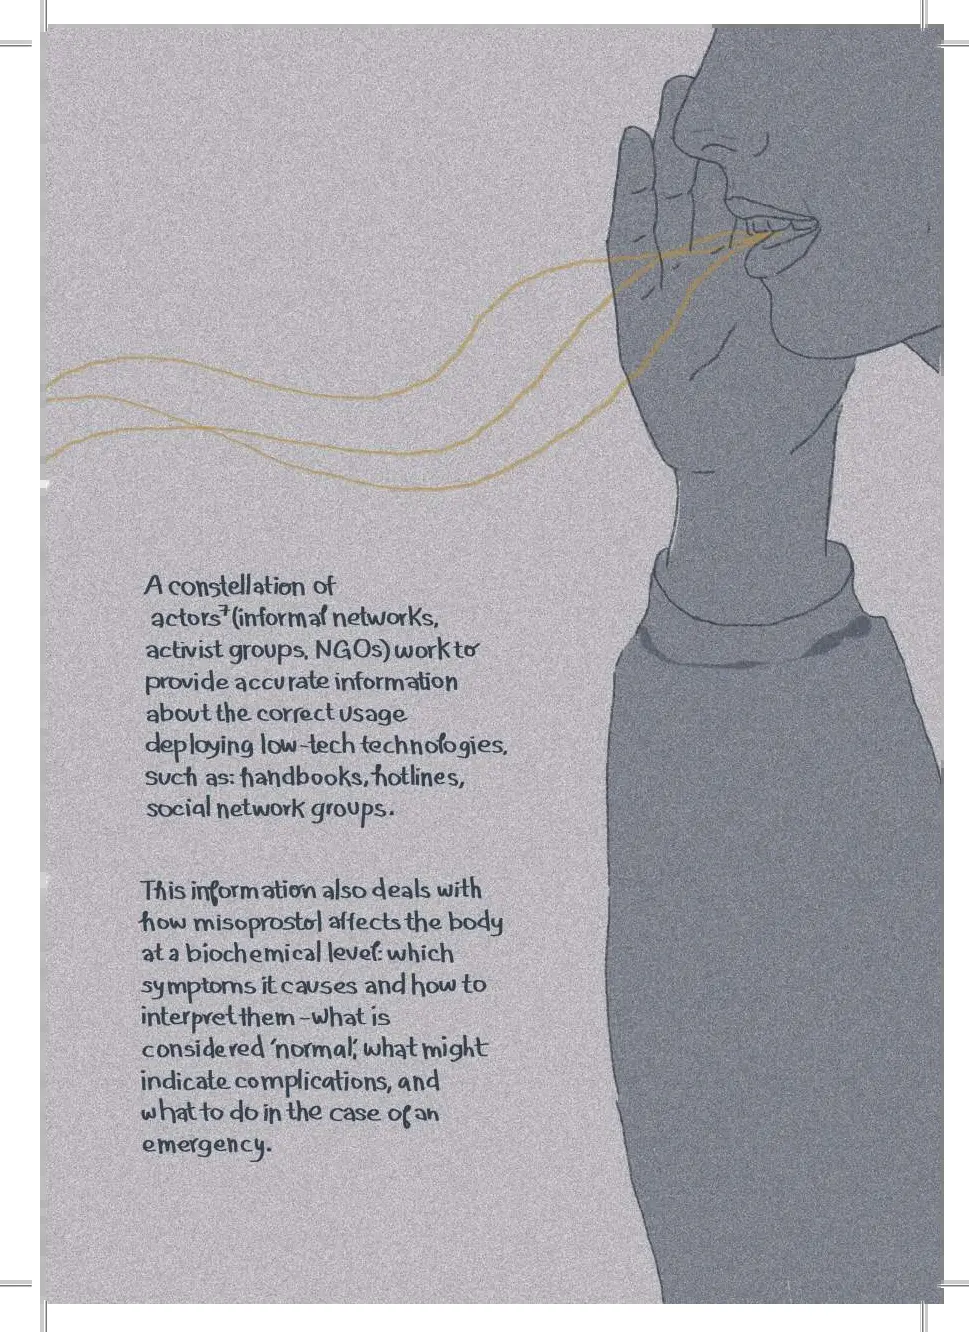 A constellation of
actors⁷ (informal networks,
activist groups, NGOs) work to
provide accurate information
about the correct usage
deploying low-tech technologies,
such as: handbooks, hotlines,
social network groups.
This information also deals with
how misoprostol affects the body
at a biochemical level: which
symptoms it causes and how to
interpret them - what is
considered 'normal', what might
indicate complications, and
what to do in the case of an
emergency.